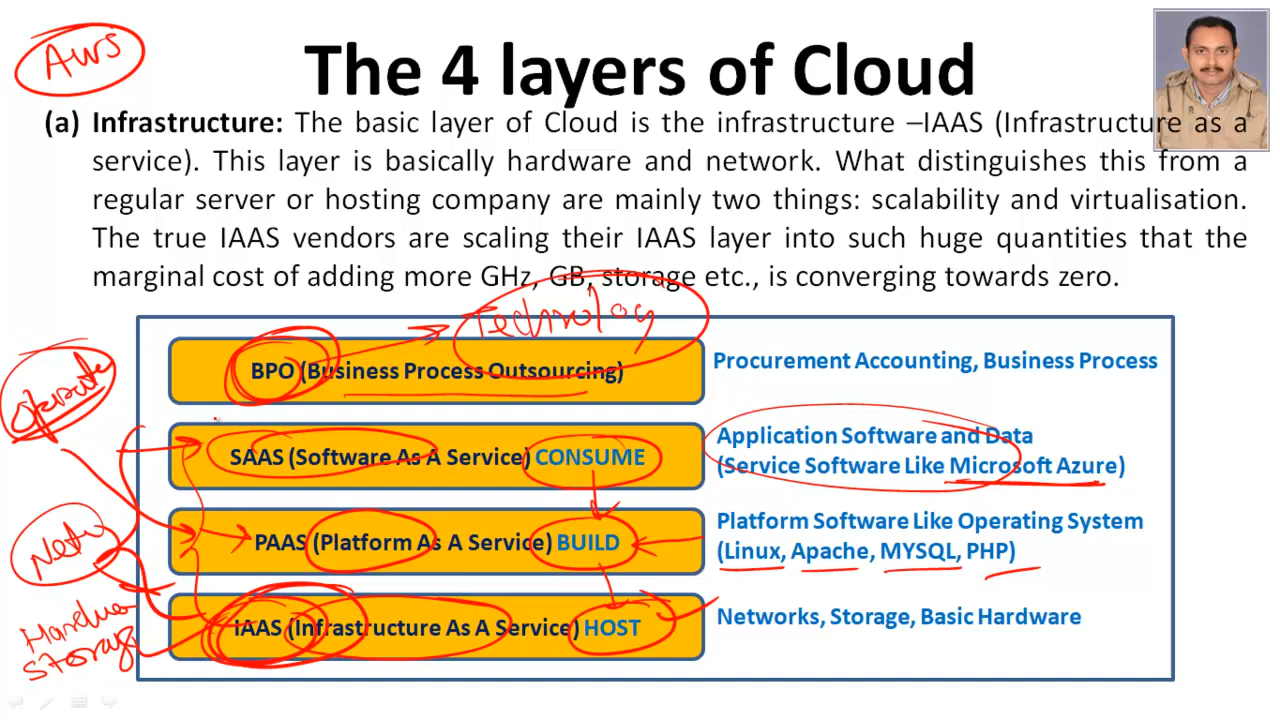 Aws
The 4 layers of Cloud
(a) Infrastructure: The basic layer of Cloud is the infrastructure –IAAS (Infrastructure as a
service). This layer is basically hardware and network. What distinguishes this from a
regular server or hosting company are mainly two things: scalability and virtualisation.
The true IAAS vendors are scaling their IAAS layer into such huge quantities that the
marginal cost of adding more GHz, GB, storage etc., is converging towards zero.
Technology
BPO (Business Process Outsourcing)
Procurement Accounting, Business Process
SAAS (Software As A Service) CONSUME
Application Software and Data
(Service Software Like Microsoft Azure)
PAAS (Platform As A Service) BUILD
Platform Software Like Operating System
(Linux, Apache, MYSQL, PHP)
IAAS (Infrastructure As A Service) HOST
Networks, Storage, Basic Hardware
Storage